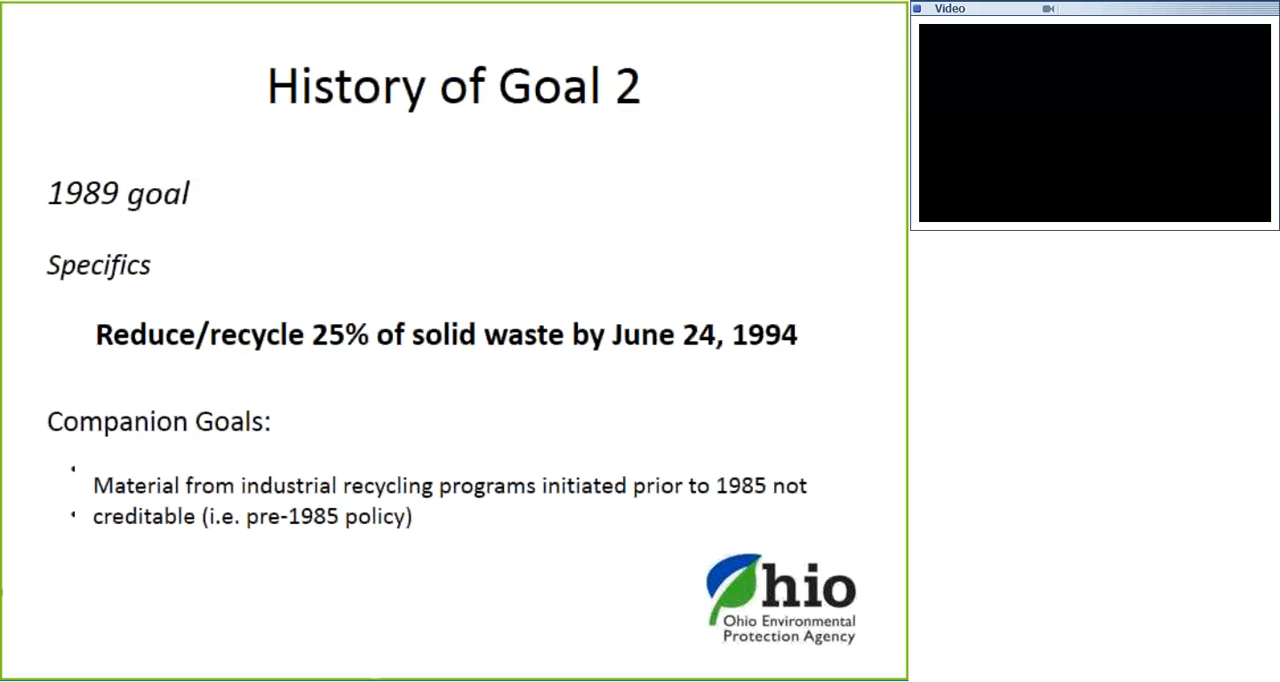 Video
History of Goal 2
1989 goal
Specifics
Reduce/recycle 25% of solid waste by June 24, 1994
Companion Goals:
• Material from industrial recycling programs initiated prior to 1985 not
• creditable (i.e. pre-1985 policy)
Ohio
Ohio Environmental
Protection Agency